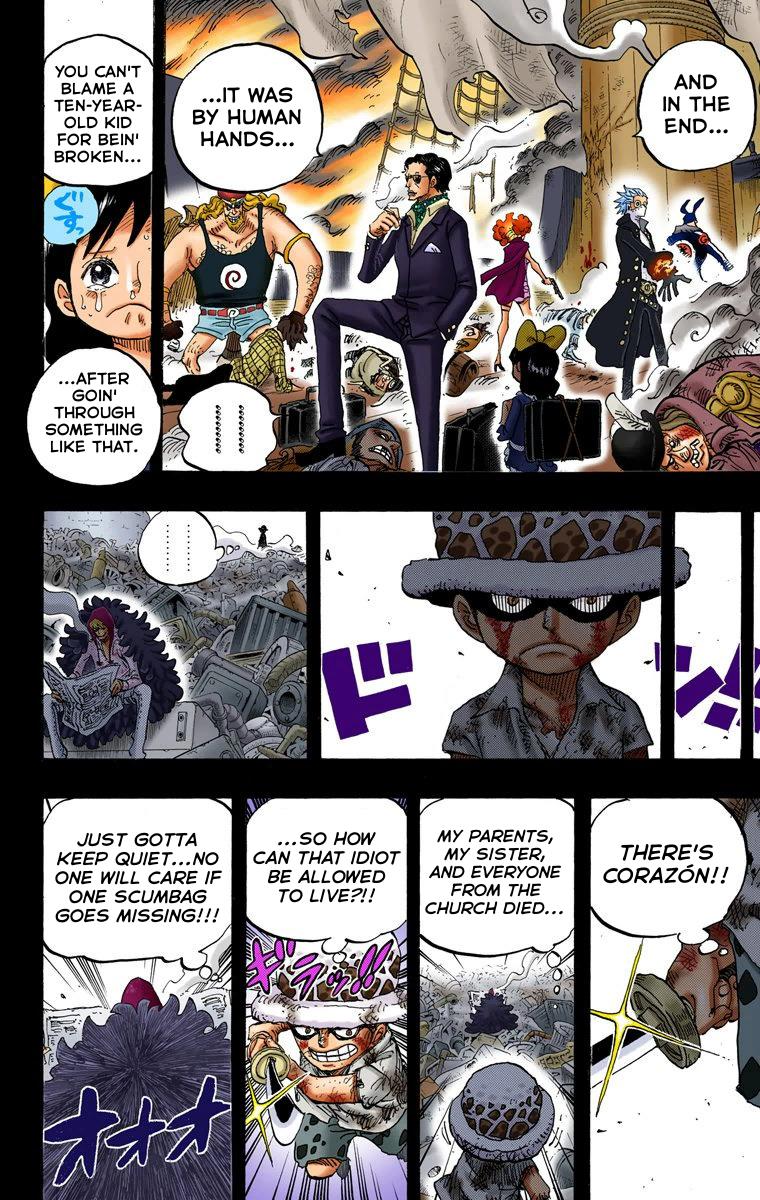 AND
IN THE
END...
...IT WAS
BY HUMAN
HANDS...
YOU CAN'T
BLAME A
TEN-YEAR-
OLD KID
FOR BEIN'
BROKEN...
ぐすっ
...AFTER
GOIN'
THROUGH
SOMETHING
LIKE THAT.
ドン!!
THERE'S
CORAZÓN!!
MY PARENTS,
MY SISTER,
AND EVERYONE
FROM THE
CHURCH DIED...
...SO HOW
CAN THAT IDIOT
BE ALLOWED
TO LIVE?!!
ギラッ!!
JUST GOTTA
KEEP QUIET...NO
ONE WILL CARE IF
ONE SCUMBAG
GOES MISSING!!!
オオオ